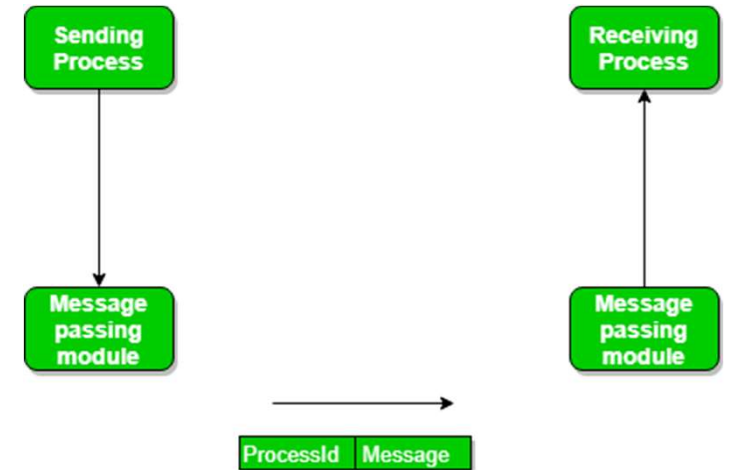 Sending
Process
Receiving
Process
Message
passing
module
Message
passing
module
ProcessId Message